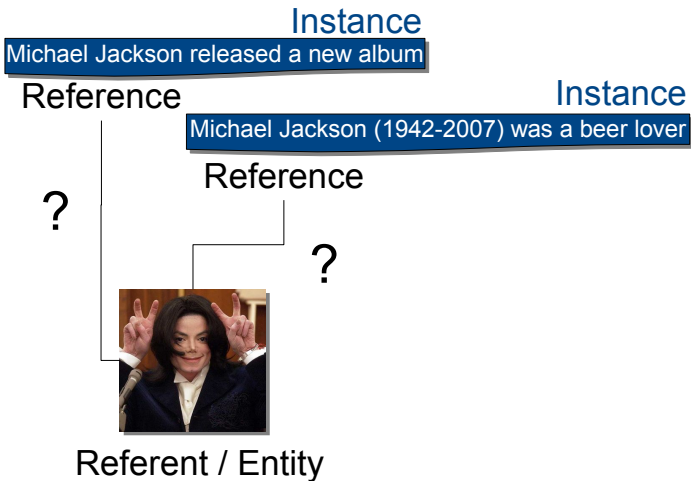 Instance
Michael Jackson released a new album
Reference
Instance
Michael Jackson (1942-2007) was a beer lover
Reference
?
?
Referent / Entity